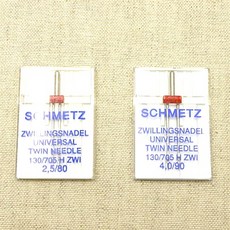 SCHMETZ
ZWILLINGSNADEL
UNIVERSAL
TWIN NEEDLE
130/705 H ZWI
2,5/80
SCHMETZ
ZWILLINGSNADEL
UNIVERSAL
TWIN NEEDLE
130/705 H ZWI
4,0/90